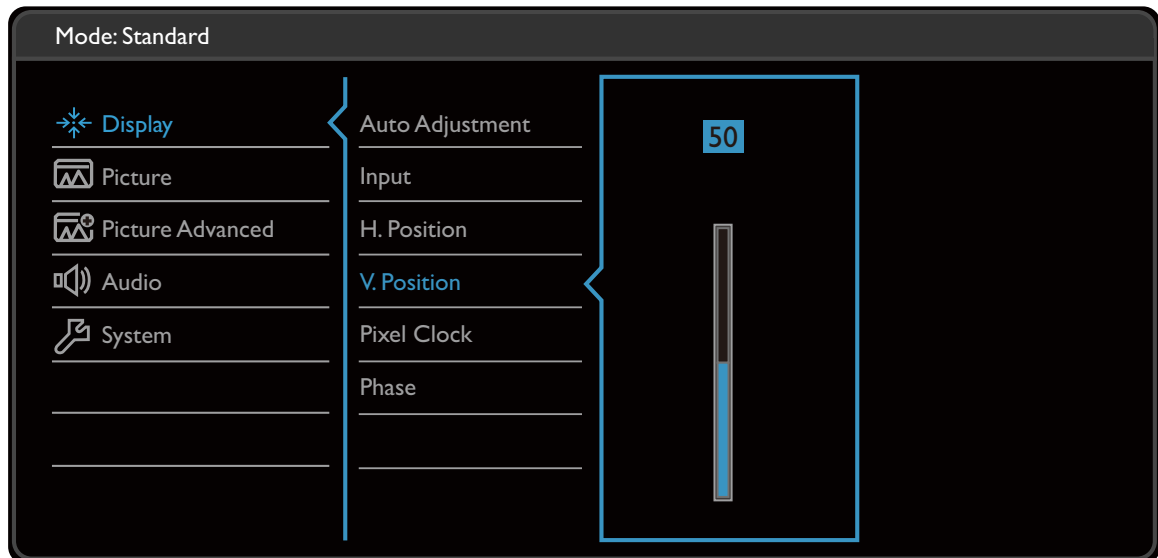 Mode: Standard
Display
Picture
Picture Advanced
Audio
System
Auto Adjustment
Input
H. Position
V. Position
Pixel Clock
Phase
50